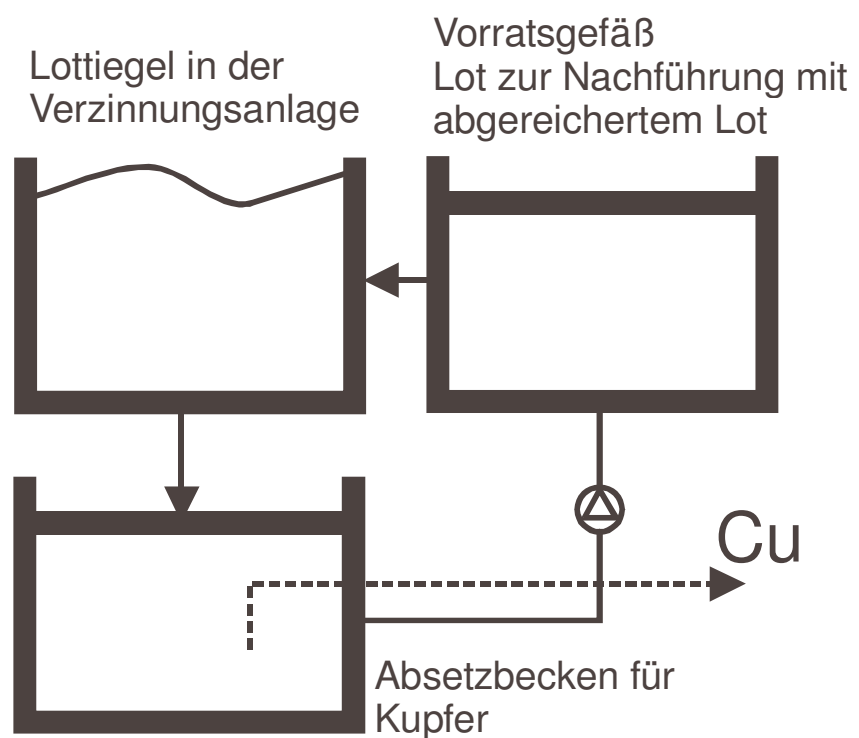 Lottiegel in der
Verzinnungsanlage
Vorratsgefäß
Lot zur Nachführung mit
abgereichertem Lot
Cu
Absetzbecken für
Kupfer